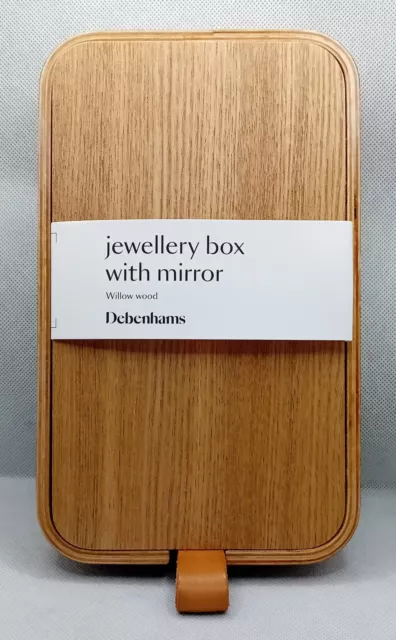 jewellery box
with mirror
Willow wood
Debenhams